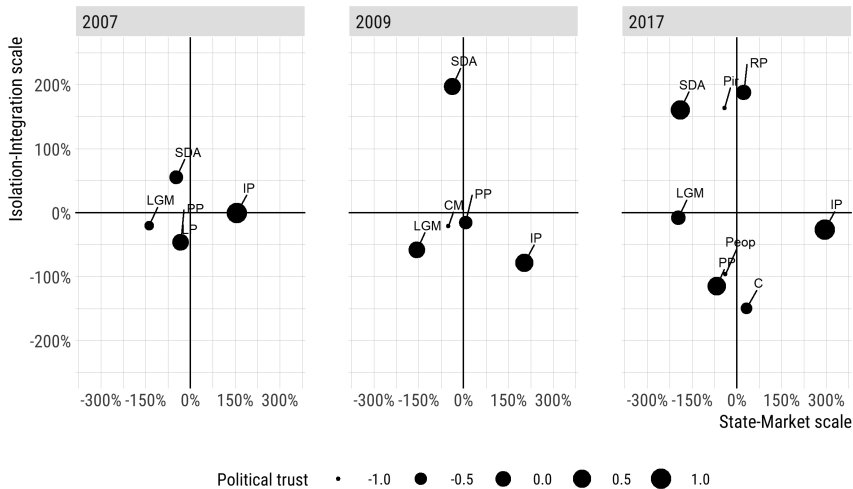 2007
2009
2017
Isolation-Integration scale
200%
100%
0%
-100%
-200%
SDA
LGM
IP
PP
LP
SDA
CM
PP
LGM
IP
RP
Pir
SDA
LGM
IP
Peop
PP
C
-300% -150% 0% 150% 300%
-300% -150% 0% 150% 300%
-300% -150% 0% 150% 300%
State-Market scale
Political trust -1.0 -0.5 0.0 0.5 1.0